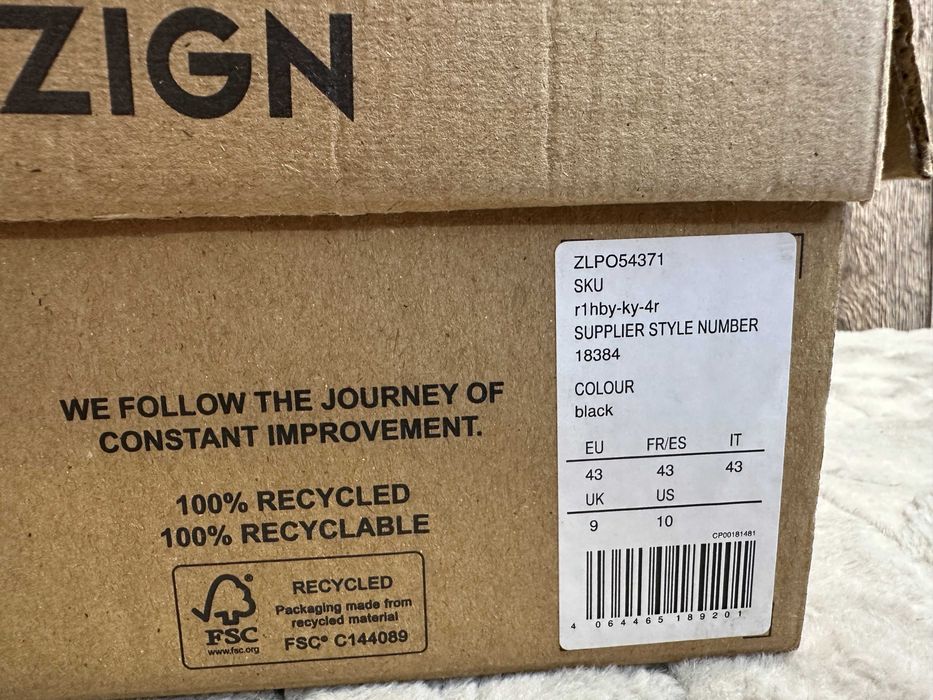 ZIGN
WE FOLLOW THE JOURNEY OF
CONSTANT IMPROVEMENT.
100% RECYCLED
100% RECYCLABLE
FSC®
www.fsc.org
RECYCLED
Packaging made from
recycled material
FSC® C144089
ZLPO54371
SKU
r1hby-ky-4r
SUPPLIER STYLE NUMBER
18384
COLOUR
black
EU FR/ES IT
43 43 43
UK US
9 10
CP00181481
4 064465 189201